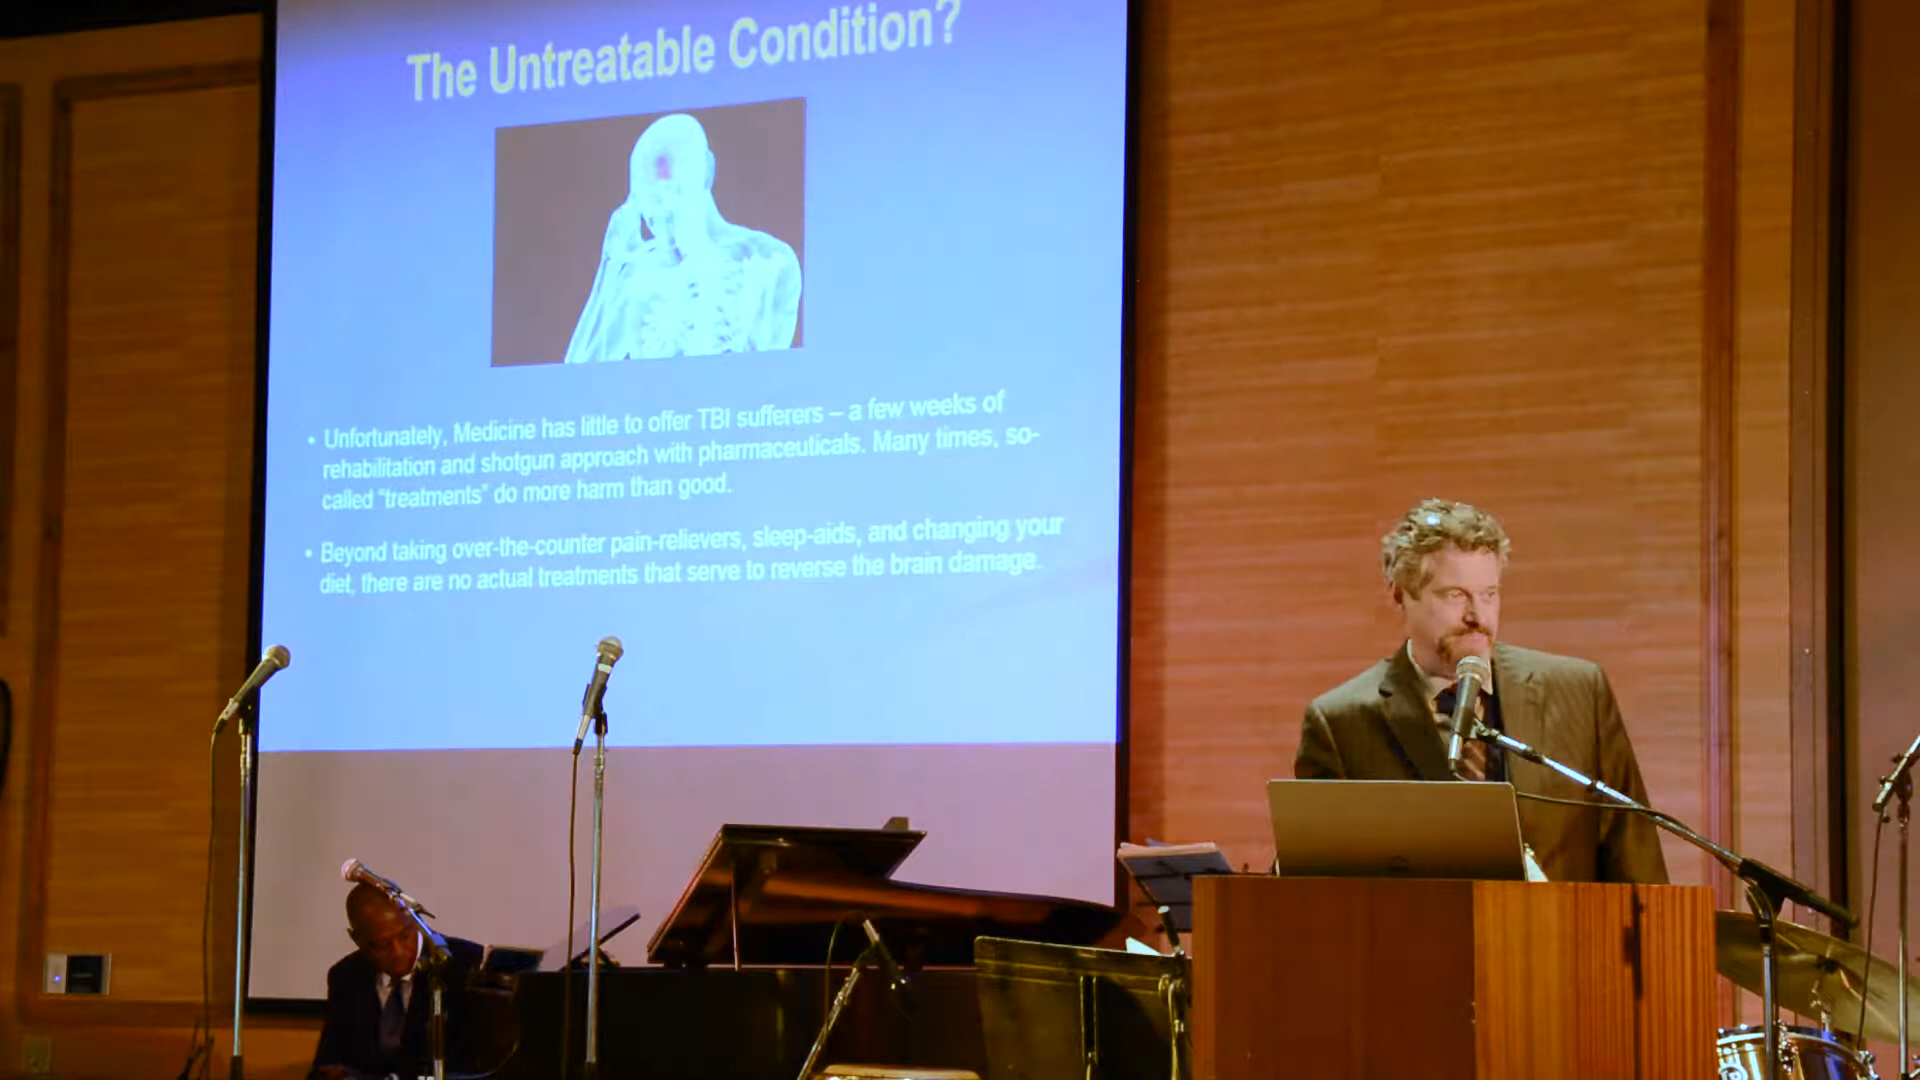 The Untreatable Condition?
• Unfortunately, Medicine has little to offer TBI sufferers – a few weeks of
rehabilitation and shotgun approach with pharmaceuticals. Many times, so-
called "treatments" do more harm than good.
• Beyond taking over-the-counter pain-relievers, sleep-aids, and changing your
diet, there are no actual treatments that serve to reverse the brain damage.